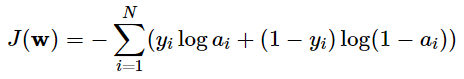 J(𝐰) = − ∑_{i=1}^{N} (y_i log a_i + (1 − y_i) log(1 − a_i))